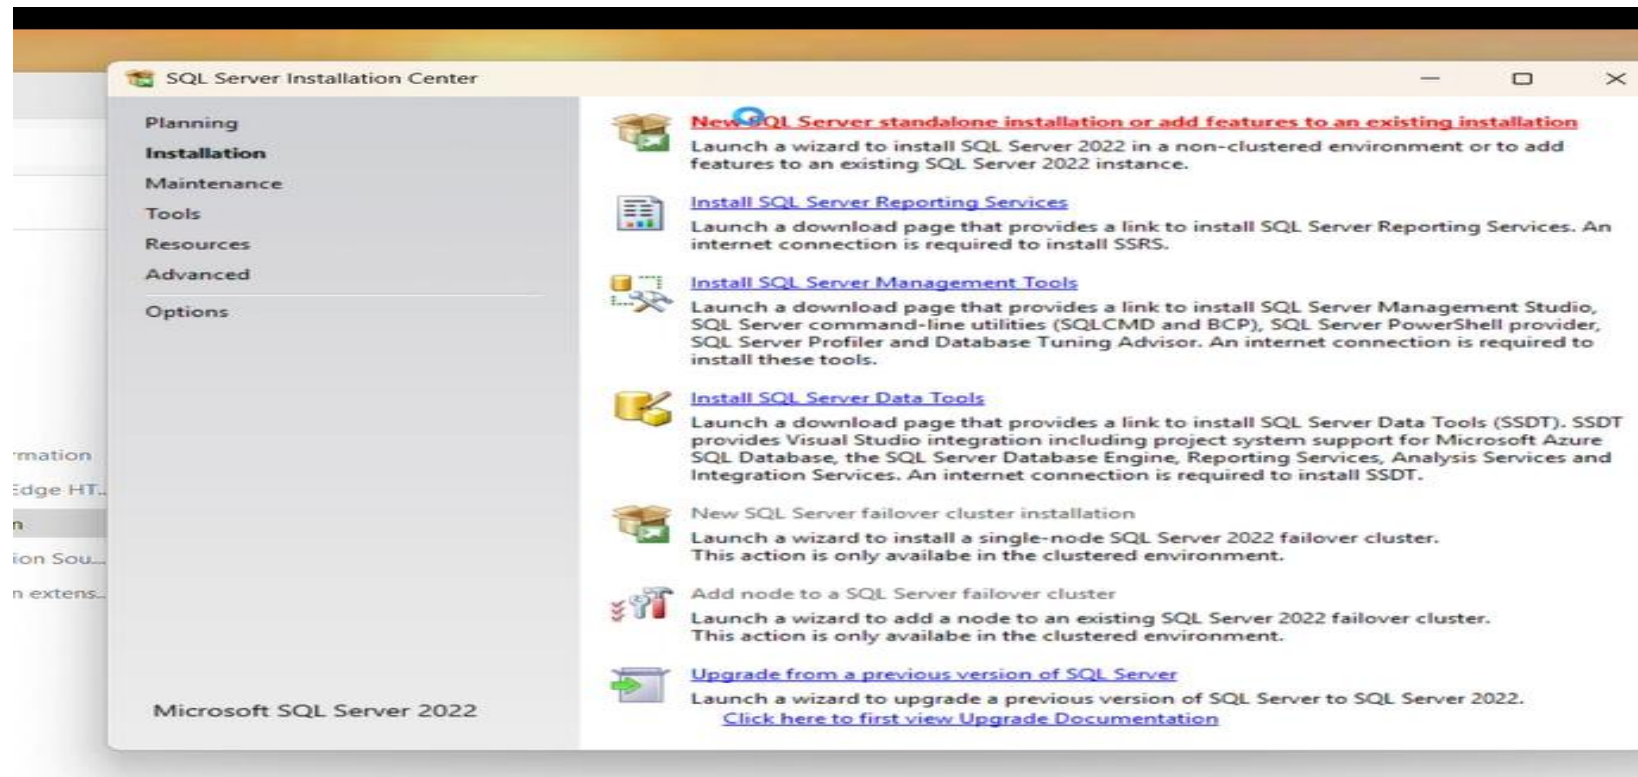 SQL Server Installation Center
Planning
Installation
Maintenance
Tools
Resources
Advanced
Options
rmation
Edge HT..
n
ion Sou...
n extens..
Microsoft SQL Server 2022
New SQL Server standalone installation or add features to an existing installation
Launch a wizard to install SQL Server 2022 in a non-clustered environment or to add
features to an existing SQL Server 2022 instance.
Install SQL Server Reporting Services
Launch a download page that provides a link to install SQL Server Reporting Services. An
internet connection is required to install SSRS.
Install SQL Server Management Tools
Launch a download page that provides a link to install SQL Server Management Studio,
SQL Server command-line utilities (SQLCMD and BCP), SQL Server PowerShell provider,
SQL Server Profiler and Database Tuning Advisor. An internet connection is required to
install these tools.
Install SQL Server Data Tools
Launch a download page that provides a link to install SQL Server Data Tools (SSDT). SSDT
provides Visual Studio integration including project system support for Microsoft Azure
SQL Database, the SQL Server Database Engine, Reporting Services, Analysis Services and
Integration Services. An internet connection is required to install SSDT.
New SQL Server failover cluster installation
Launch a wizard to install a single-node SQL Server 2022 failover cluster.
This action is only availabe in the clustered environment.
Add node to a SQL Server failover cluster
Launch a wizard to add a node to an existing SQL Server 2022 failover cluster.
This action is only availabe in the clustered environment.
Upgrade from a previous version of SQL Server
Launch a wizard to upgrade a previous version of SQL Server to SQL Server 2022.
Click here to first view Upgrade Documentation